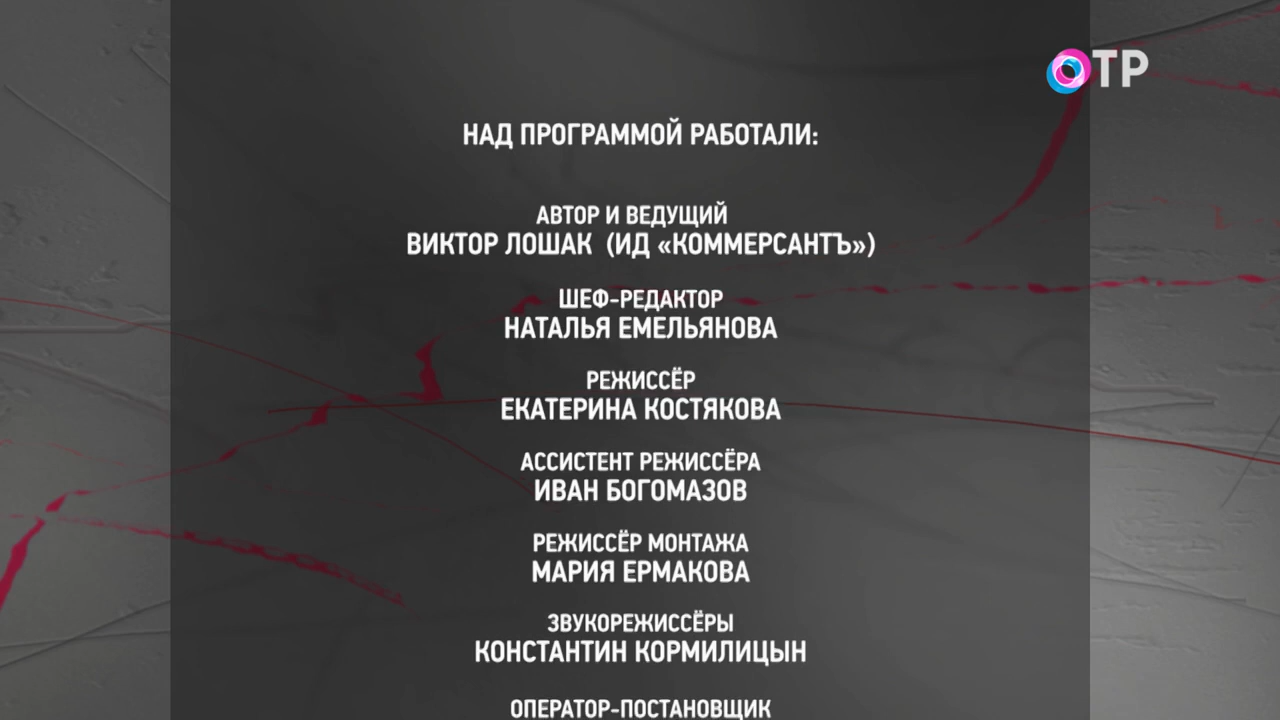 ОТР
НАД ПРОГРАММОЙ РАБОТАЛИ:
АВТОР И ВЕДУЩИЙ
ВИКТОР ЛОШАК (ИД «КОММЕРСАНТЪ»)
ШЕФ-РЕДАКТОР
НАТАЛЬЯ ЕМЕЛЬЯНОВА
РЕЖИССЁР
ЕКАТЕРИНА КОСТЯКОВА
АССИСТЕНТ РЕЖИССЁРА
ИВАН БОГОМАЗОВ
РЕЖИССЁР МОНТАЖА
МАРИЯ ЕРМАКОВА
ЗВУКОРЕЖИССЁРЫ
КОНСТАНТИН КОРМИЛИЦЫН
ОПЕРАТОР-ПОСТАНОВЩИК